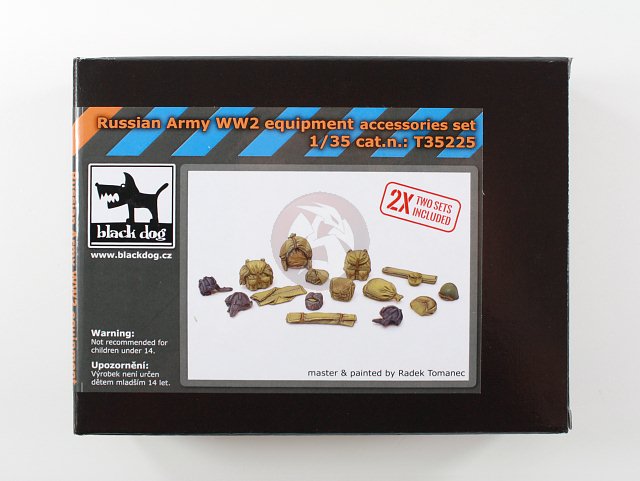 Russian Army WW2 equipment accessories set
1/35 cat.n.: T35225
2X TWO SETS
INCLUDED
black dog
www.blackdog.cz
Warning:
Not recommended for
children under 14.
Upozornění:
Výrobek není určen
dětem mladším 14 let.
master & painted by Radek Tomanec